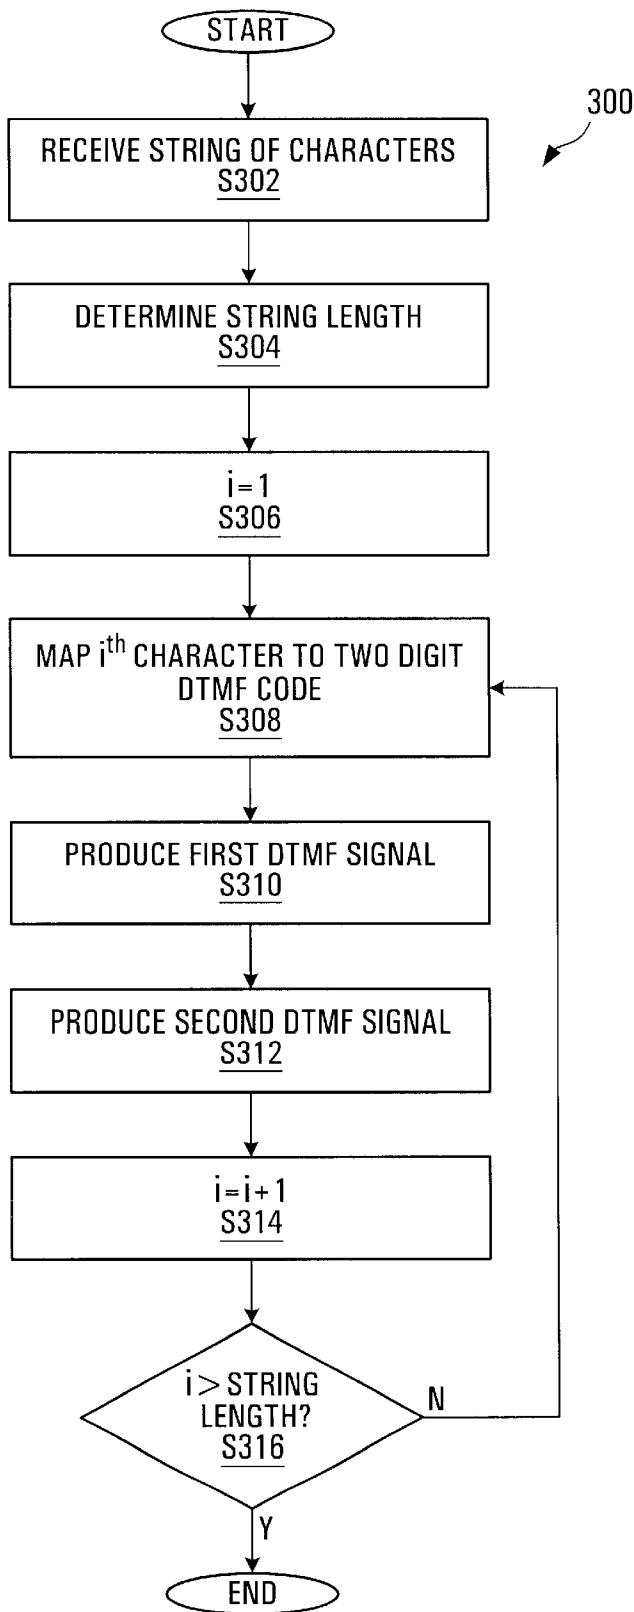 START
300
RECEIVE STRING OF CHARACTERS
S302
DETERMINE STRING LENGTH
S304
i=1
S306
MAP ith CHARACTER TO TWO DIGIT
DTMF CODE
S308
PRODUCE FIRST DTMF SIGNAL
S310
PRODUCE SECOND DTMF SIGNAL
S312
i=i+1
S314
i > STRING
LENGTH?
S316
N
Y
END